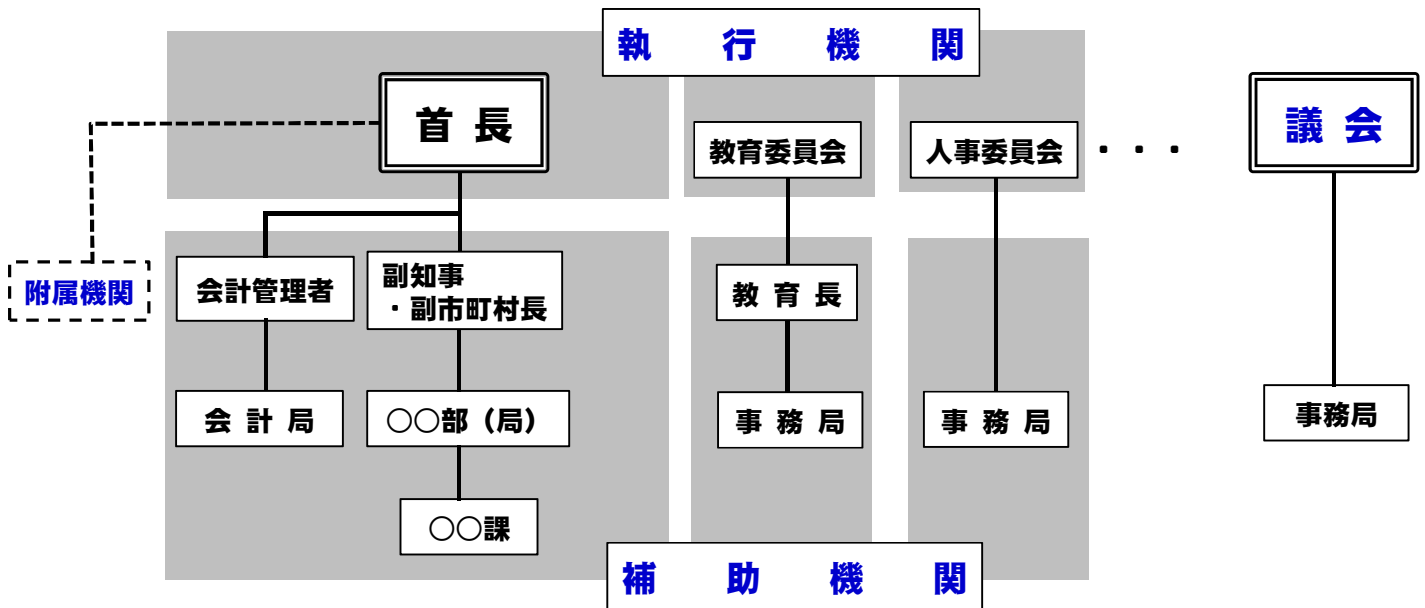 執行機関
首長
教育委員会
人事委員会
・・・
議会
附属機関
会計管理者
副知事
・副市町村長
教育長
会計局
○○部（局）
事務局
事務局
事務局
○○課
補助機関